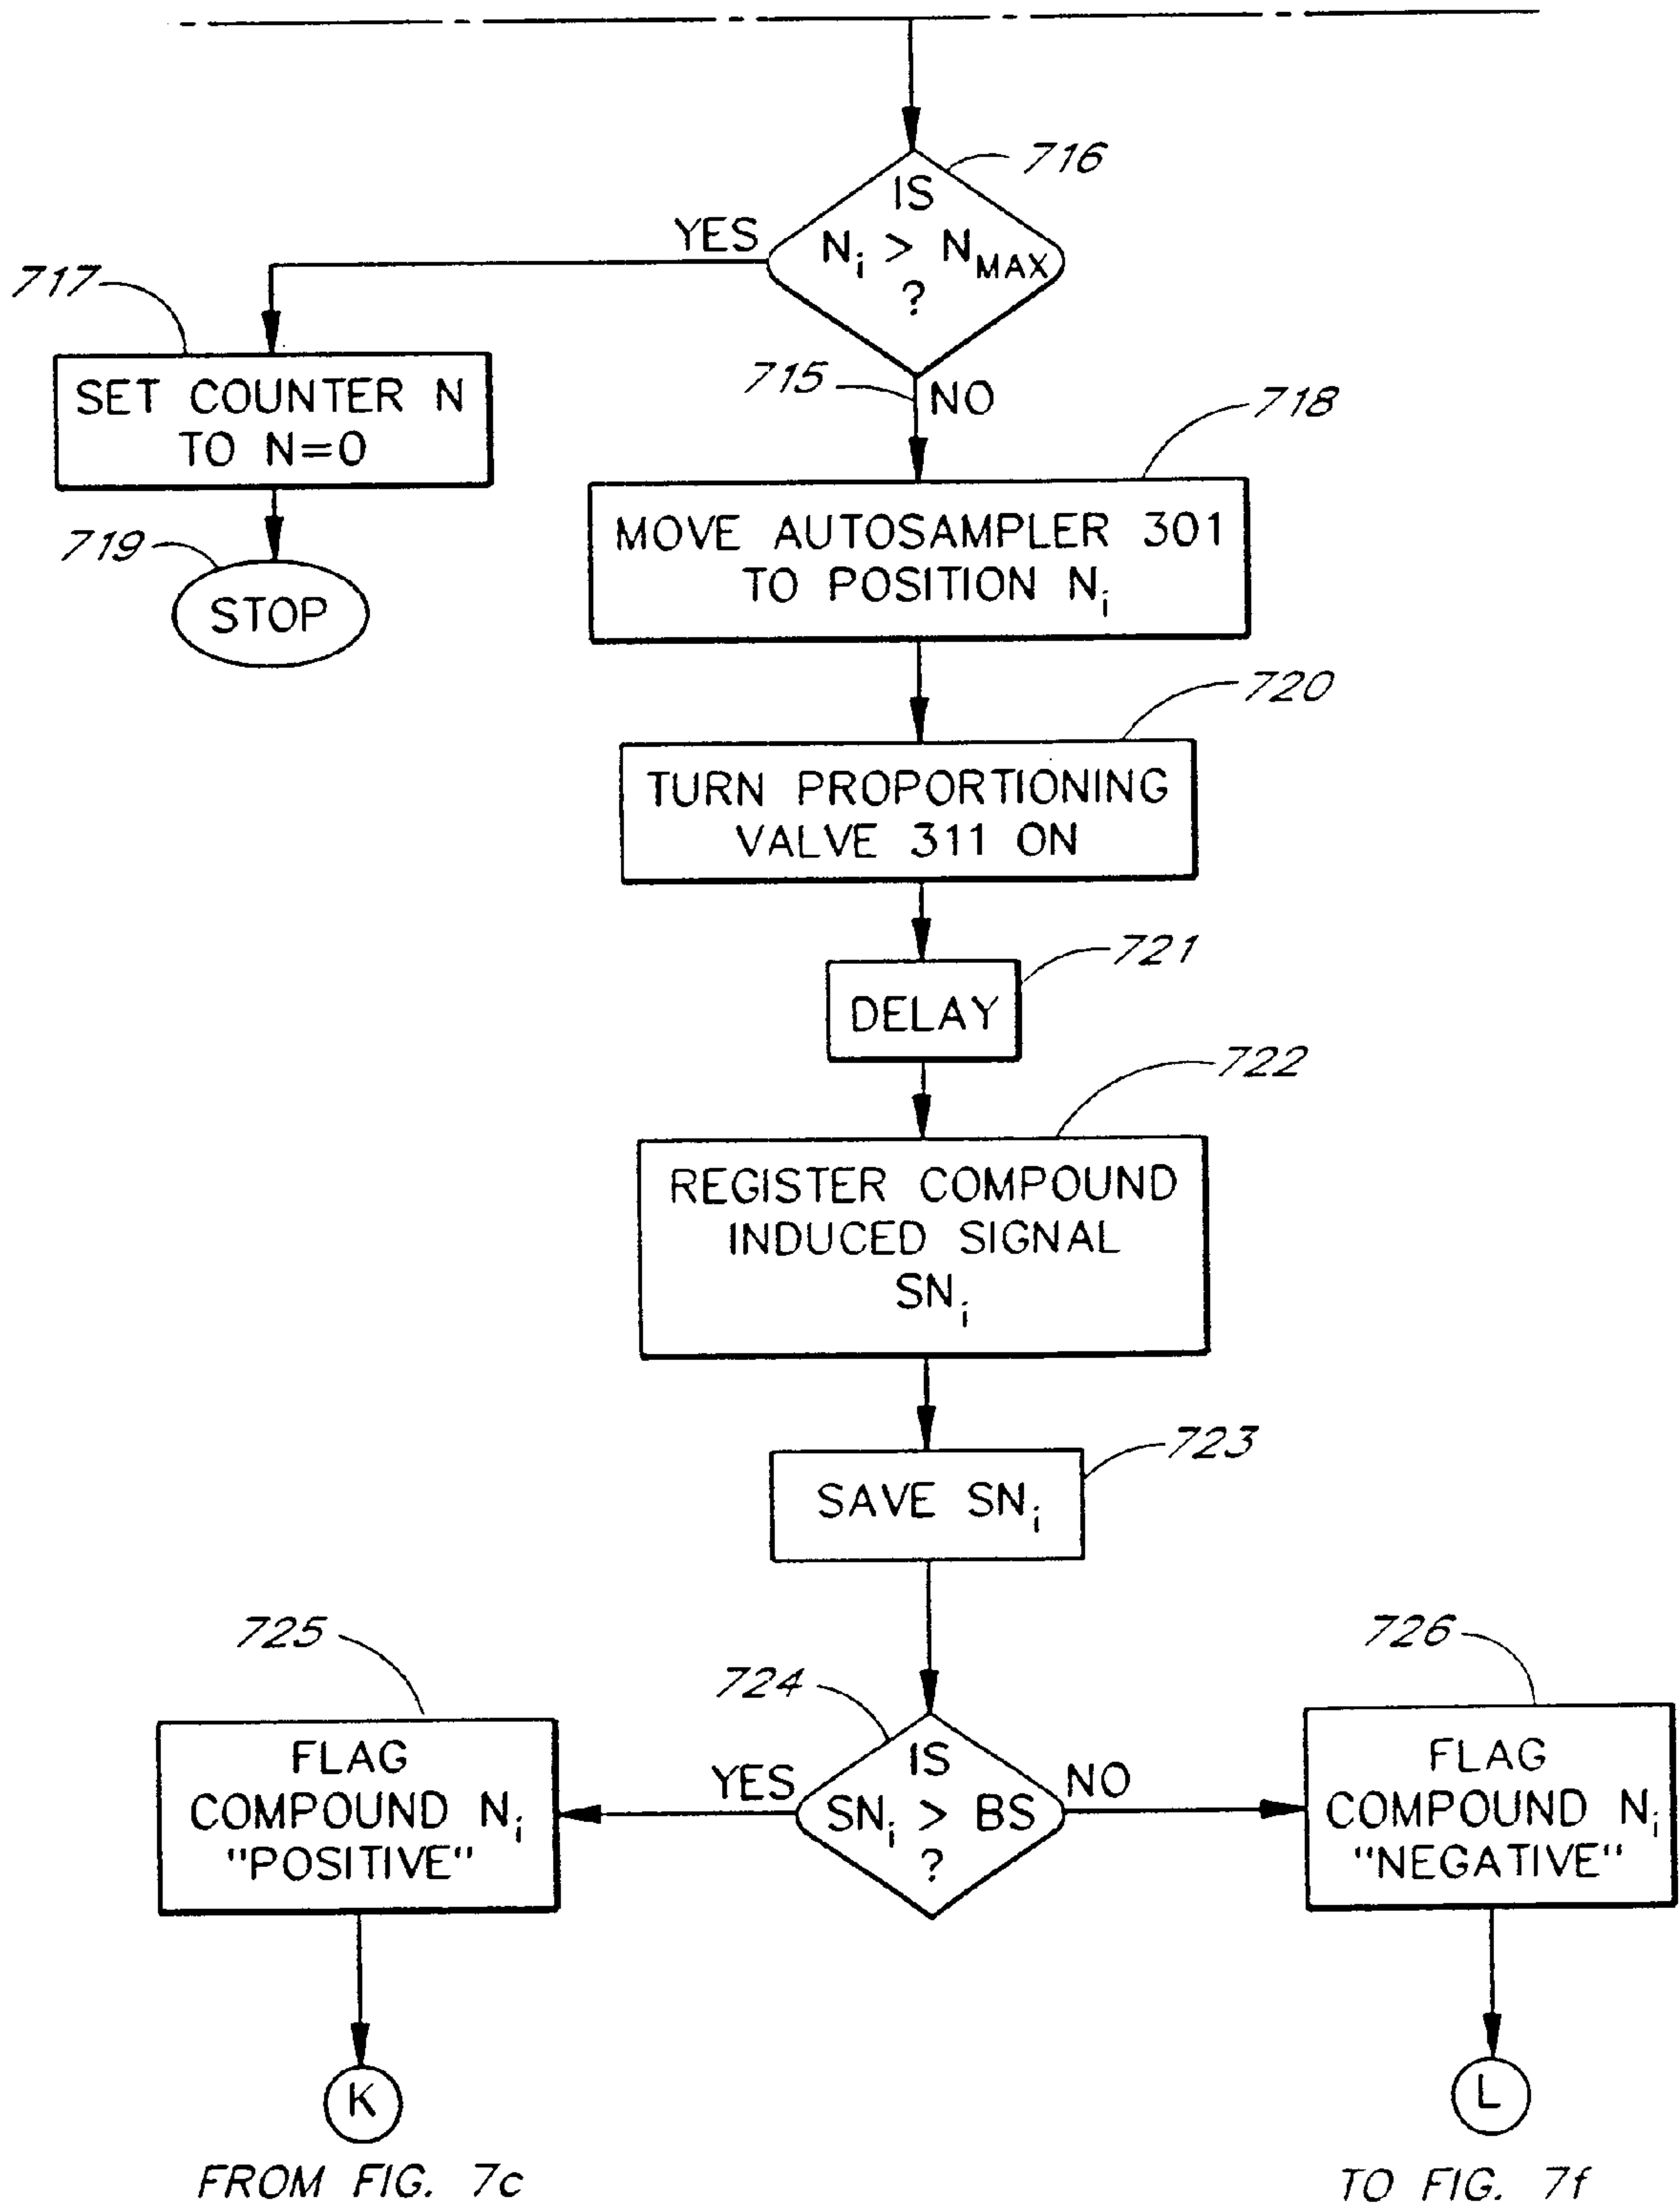 716
IS
Nᵢ > N_MAX
?
YES
717
SET COUNTER N
TO N=0
715
NO
718
719
STOP
MOVE AUTOSAMPLER 301
TO POSITION Nᵢ
720
TURN PROPORTIONING
VALVE 311 ON
721
DELAY
722
REGISTER COMPOUND
INDUCED SIGNAL
SNᵢ
723
SAVE SNᵢ
725
726
724
FLAG
COMPOUND Nᵢ
"POSITIVE"
YES
IS
SNᵢ > BS
?
NO
FLAG
COMPOUND Nᵢ
"NEGATIVE"
K
L
FROM FIG. 7c
TO FIG. 7f